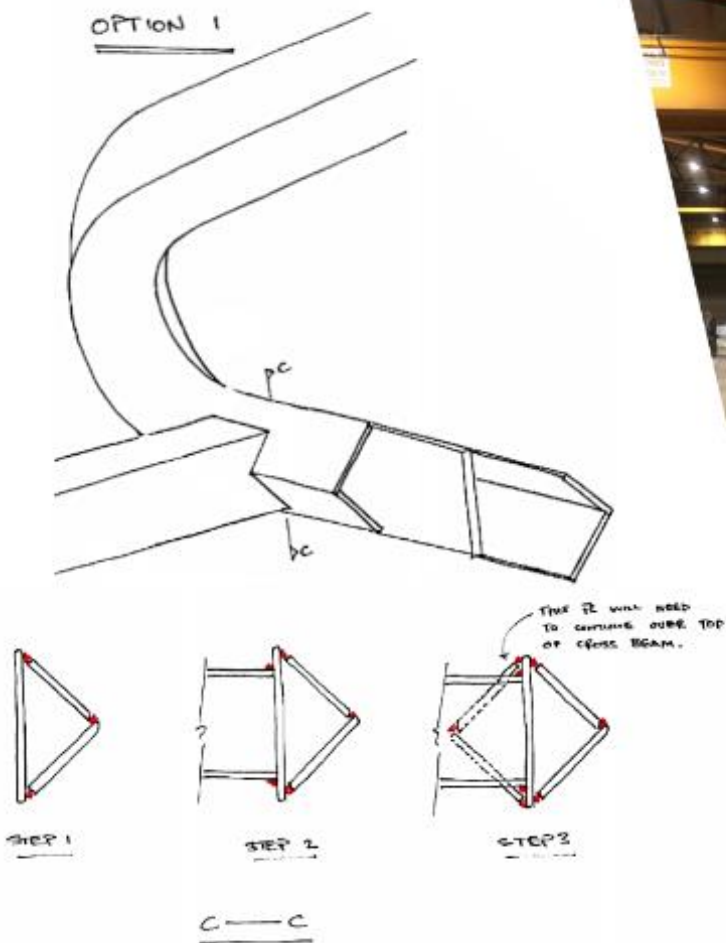 OPTION 1
C
C
THIS PL WILL NEED
TO CONTINUE OVER TOP
OF CROSS BEAM.
STEP 1
STEP 2
STEP 3
C — C